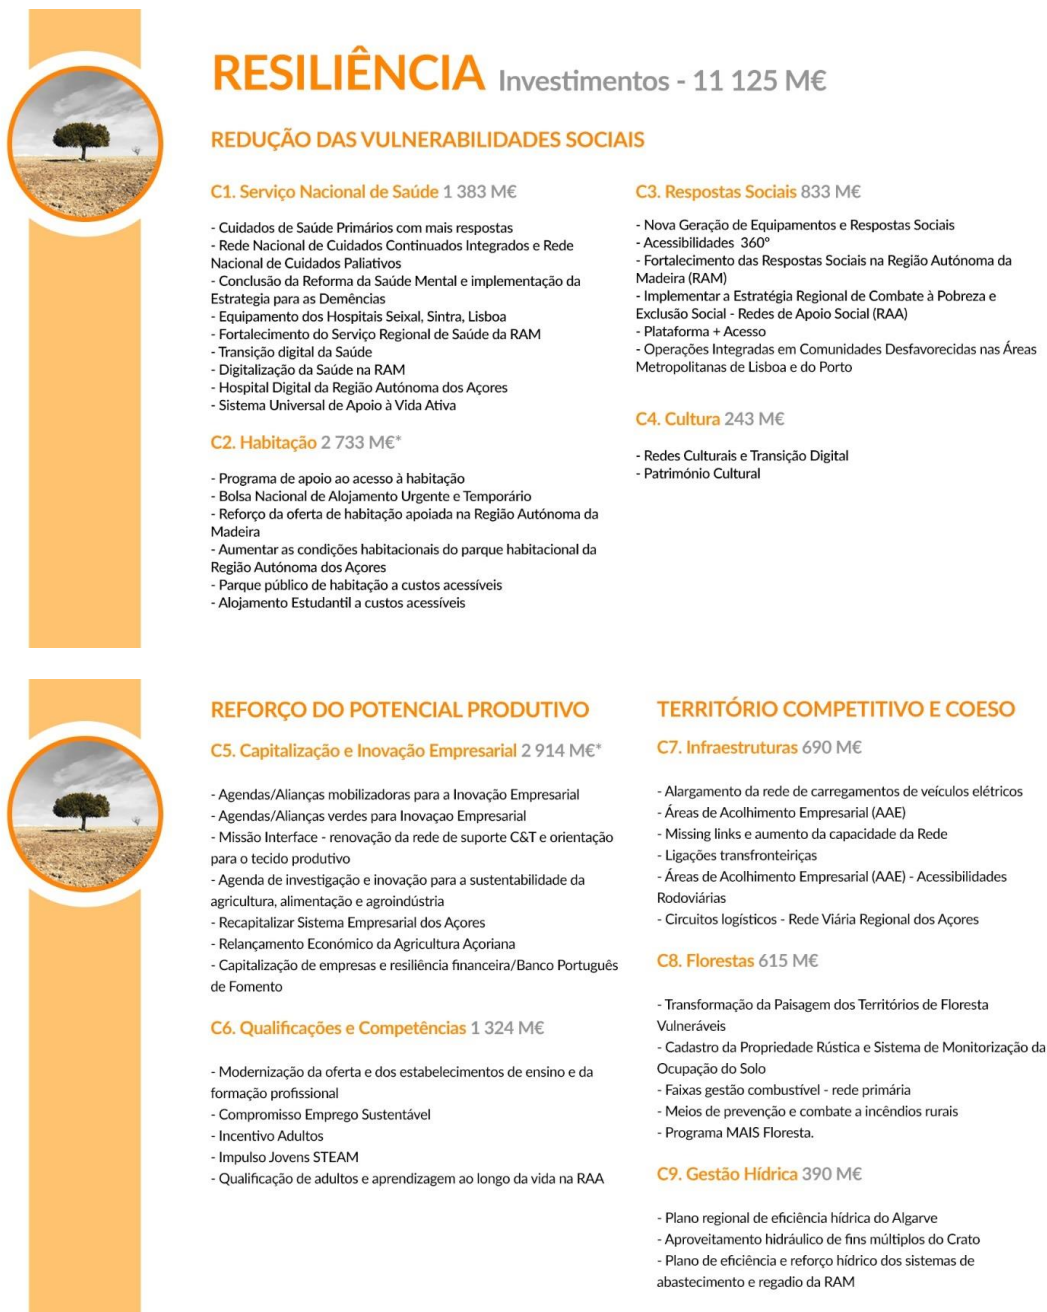 RESILIÊNCIA Investimentos - 11 125 M€
REDUÇÃO DAS VULNERABILIDADES SOCIAIS
C1. Serviço Nacional de Saúde 1 383 M€
- Cuidados de Saúde Primários com mais respostas
- Rede Nacional de Cuidados Continuados Integrados e Rede
Nacional de Cuidados Paliativos
- Conclusão da Reforma da Saúde Mental e implementação da
Estrategia para as Demências
- Equipamento dos Hospitais Seixal, Sintra, Lisboa
- Fortalecimento do Serviço Regional de Saúde da RAM
- Transição digital da Saúde
- Digitalização da Saúde na RAM
- Hospital Digital da Região Autónoma dos Açores
- Sistema Universal de Apoio à Vida Ativa
C2. Habitação 2 733 M€*
- Programa de apoio ao acesso à habitação
- Bolsa Nacional de Alojamento Urgente e Temporário
- Reforço da oferta de habitação apoiada na Região Autónoma da
Madeira
- Aumentar as condições habitacionais do parque habitacional da
Região Autónoma dos Açores
- Parque público de habitação a custos acessíveis
- Alojamento Estudantil a custos acessíveis
C3. Respostas Sociais 833 M€
- Nova Geração de Equipamentos e Respostas Sociais
- Acessibilidades 360º
- Fortalecimento das Respostas Sociais na Região Autónoma da
Madeira (RAM)
- Implementar a Estratégia Regional de Combate à Pobreza e
Exclusão Social - Redes de Apoio Social (RAA)
- Plataforma + Acesso
- Operações Integradas em Comunidades Desfavorecidas nas Áreas
Metropolitanas de Lisboa e do Porto
C4. Cultura 243 M€
- Redes Culturais e Transição Digital
- Património Cultural
REFORÇO DO POTENCIAL PRODUTIVO
C5. Capitalização e Inovação Empresarial 2 914 M€*
- Agendas/Alianças mobilizadoras para a Inovação Empresarial
- Agendas/Alianças verdes para Inovaçao Empresarial
- Missão Interface - renovação da rede de suporte C&T e orientação
para o tecido produtivo
- Agenda de investigação e inovação para a sustentabilidade da
agricultura, alimentação e agroindústria
- Recapitalizar Sistema Empresarial dos Açores
- Relançamento Económico da Agricultura Açoriana
- Capitalização de empresas e resiliência financeira/Banco Português
de Fomento
C6. Qualificações e Competências 1 324 M€
- Modernização da oferta e dos estabelecimentos de ensino e da
formação profissional
- Compromisso Emprego Sustentável
- Incentivo Adultos
- Impulso Jovens STEAM
- Qualificação de adultos e aprendizagem ao longo da vida na RAA
TERRITÓRIO COMPETITIVO E COESO
C7. Infraestruturas 690 M€
- Alargamento da rede de carregamentos de veículos elétricos
- Áreas de Acolhimento Empresarial (AAE)
- Missing links e aumento da capacidade da Rede
- Ligações transfronteiriças
- Áreas de Acolhimento Empresarial (AAE) - Acessibilidades
Rodoviárias
- Circuitos logísticos - Rede Viária Regional dos Açores
C8. Florestas 615 M€
- Transformação da Paisagem dos Territórios de Floresta
Vulneráveis
- Cadastro da Propriedade Rústica e Sistema de Monitorização da
Ocupação do Solo
- Faixas gestão combustível - rede primária
- Meios de prevenção e combate a incêndios rurais
- Programa MAIS Floresta.
C9. Gestão Hídrica 390 M€
- Plano regional de eficiência hídrica do Algarve
- Aproveitamento hidráulico de fins múltiplos do Crato
- Plano de eficiência e reforço hídrico dos sistemas de
abastecimento e regadio da RAM